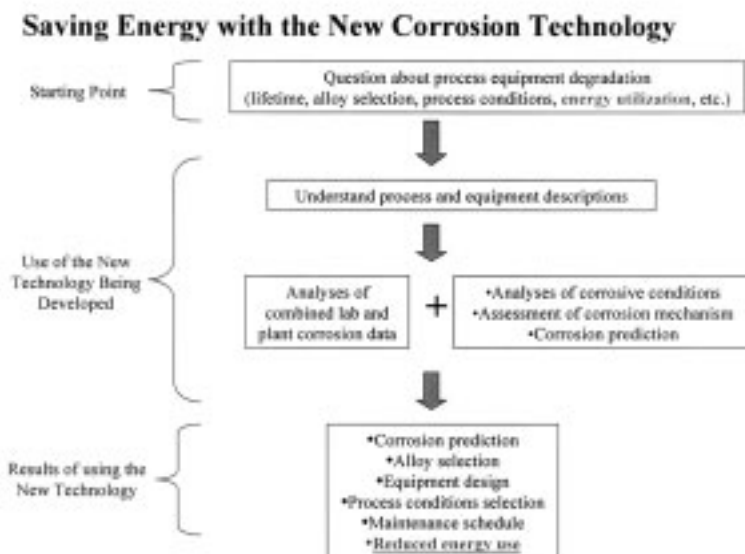 Saving Energy with the New Corrosion Technology
Starting Point
Question about process equipment degradation
(lifetime, alloy selection, process conditions, energy utilization, etc.)
Understand process and equipment descriptions
Use of the New
Technology Being
Developed
Analyses of
combined lab and
plant corrosion data
+
•Analyses of corrosive conditions
•Assessment of corrosion mechanism
•Corrosion prediction
Results of using the
New Technology
•Corrosion prediction
•Alloy selection
•Equipment design
•Process conditions selection
•Maintenance schedule
•Reduced energy use